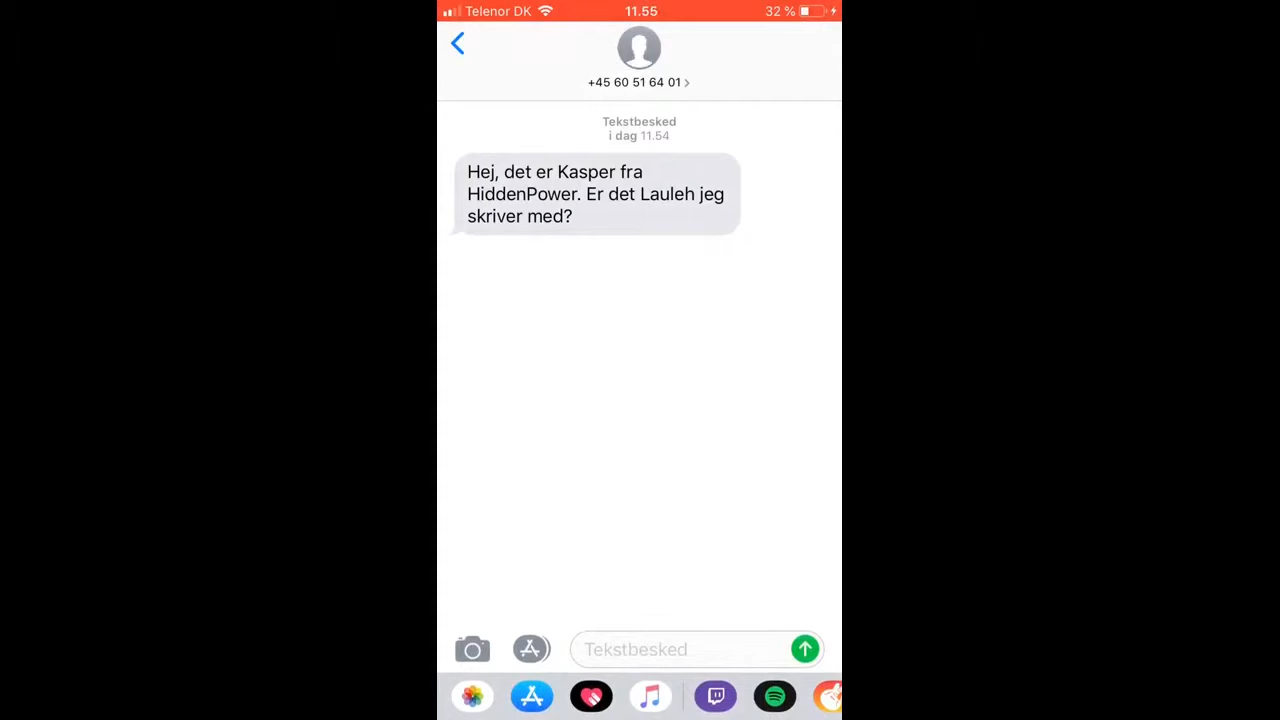 Telenor DK 11.55 32 %
+45 60 51 64 01
Tekstbesked
i dag 11.54
Hej, det er Kasper fra
HiddenPower. Er det Lauleh jeg
skriver med?
Tekstbesked